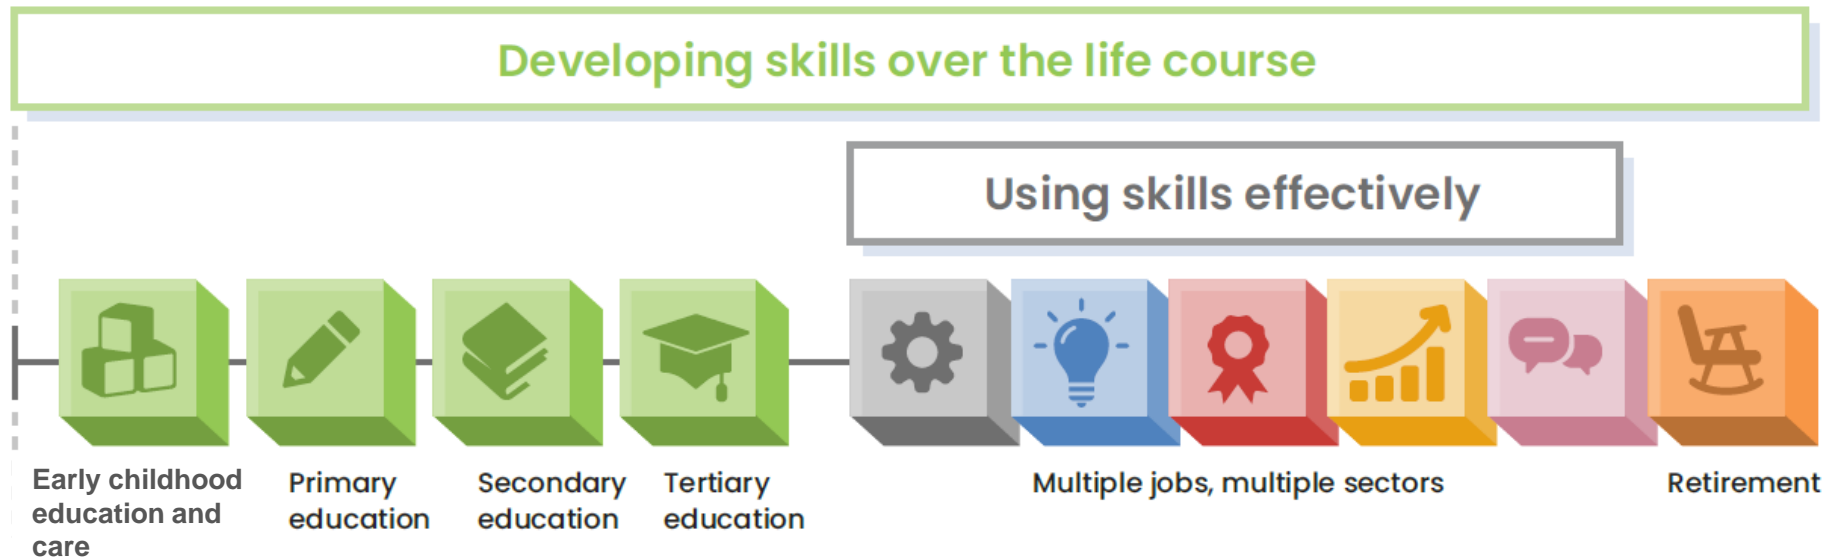 Developing skills over the life course
Using skills effectively
Early childhood
education and
care
Primary
education
Secondary
education
Tertiary
education
Multiple jobs, multiple sectors
Retirement